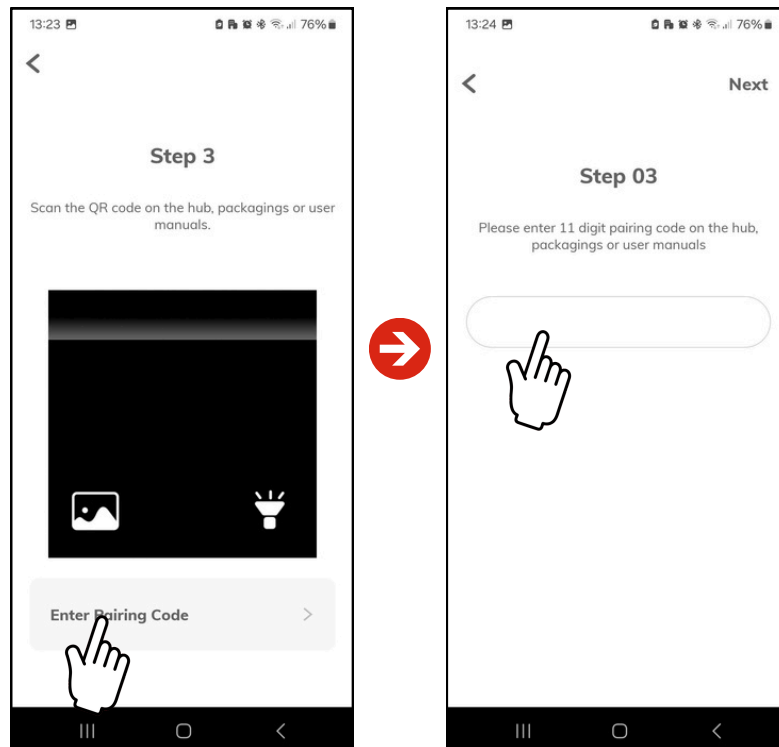 13:23 76%
Step 3
Scan the QR code on the hub, packagings or user
manuals.
Enter Pairing Code
13:24 76%
Next
Step 03
Please enter 11 digit pairing code on the hub,
packagings or user manuals